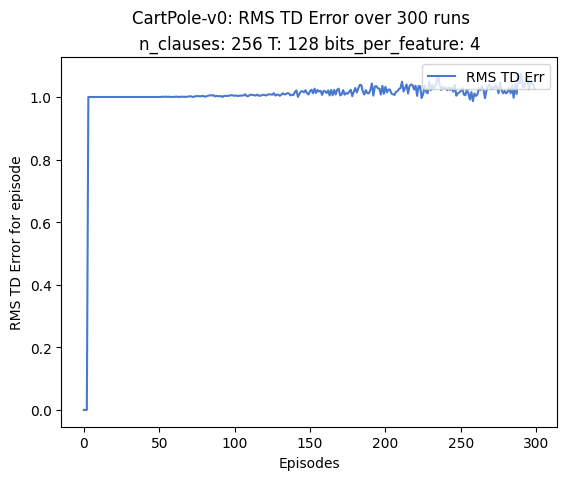 CartPole-v0: RMS TD Error over 300 runs
n_clauses: 256 T: 128 bits_per_feature: 4
RMS TD Err
1.0
0.8
0.6
0.4
0.2
0.0
RMS TD Error for episode
0 50 100 150 200 250 300
Episodes